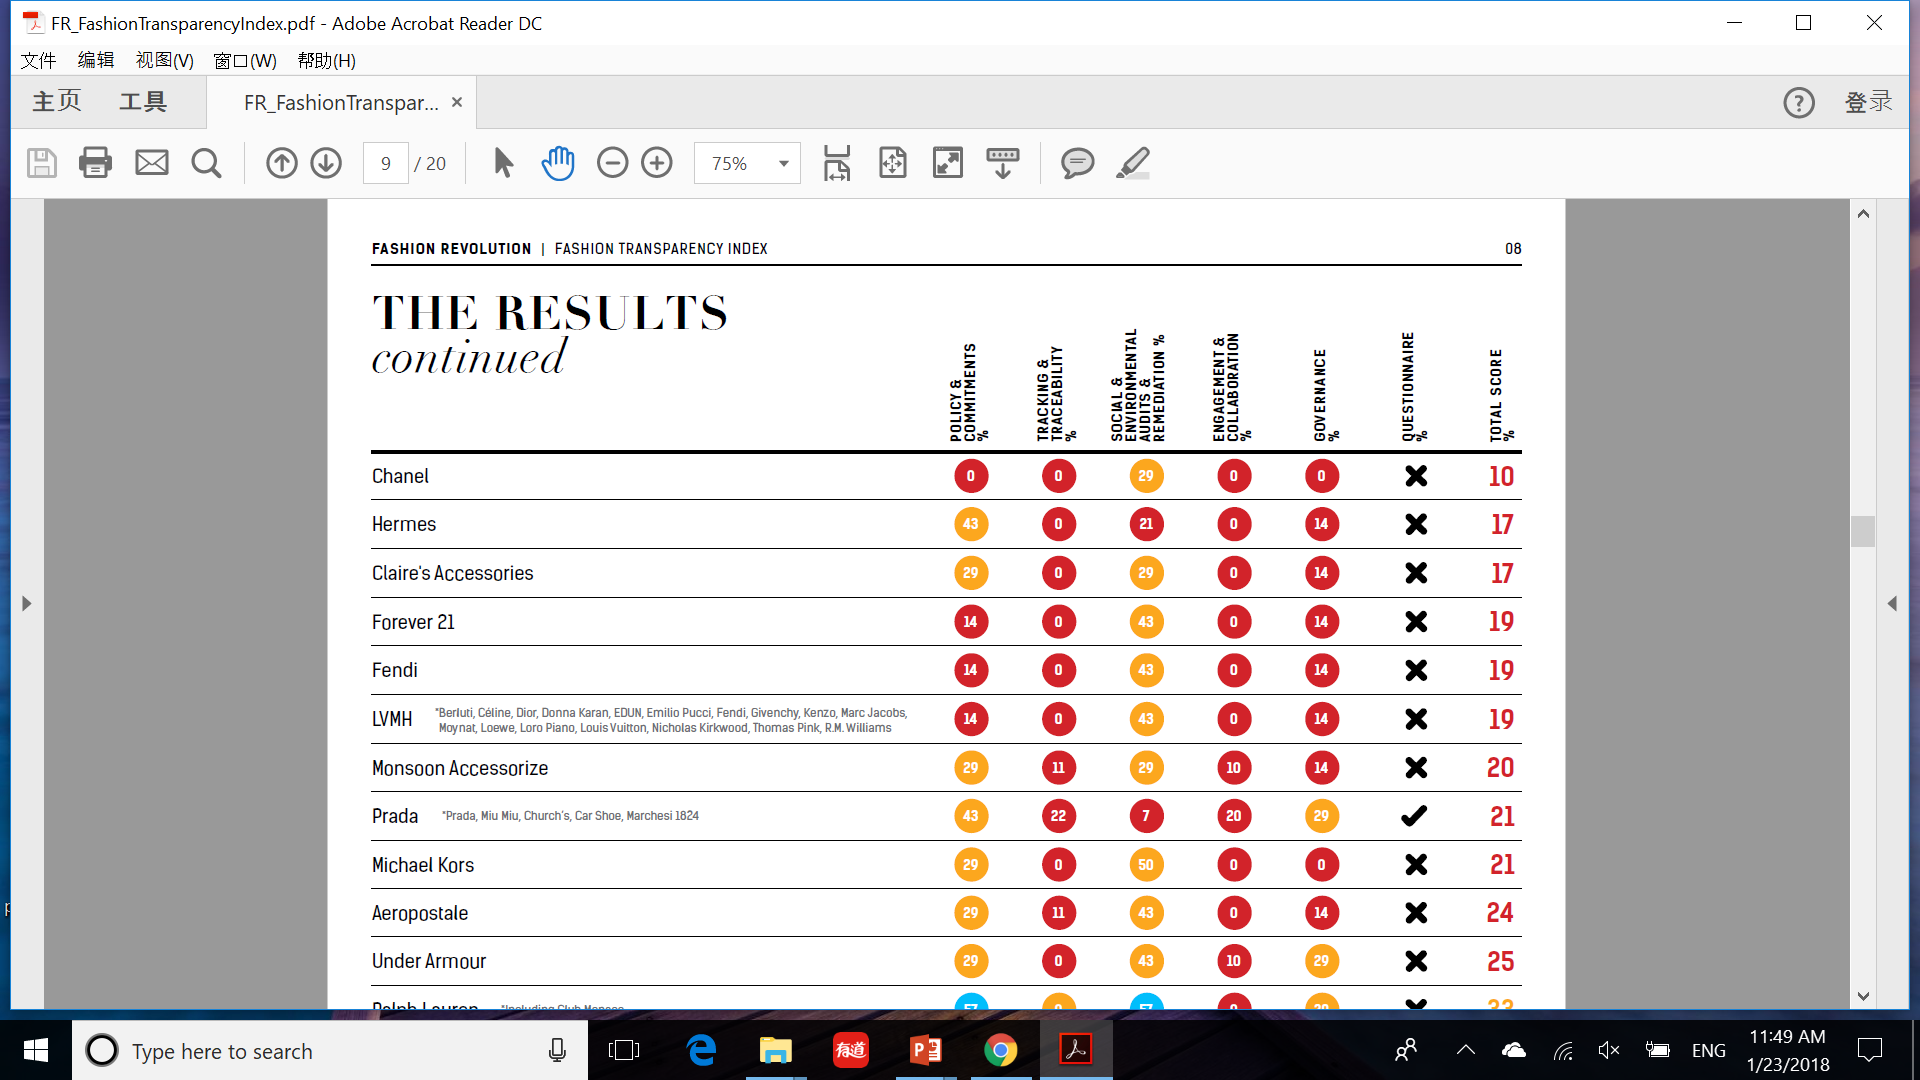 FR_FashionTransparencyIndex.pdf - Adobe Acrobat Reader DC
文件 编辑 视图(V) 窗口(W) 帮助(H)
主页 工具 FR_FashionTranspar... × ? 登录
9 / 20 75%
FASHION REVOLUTION | FASHION TRANSPARENCY INDEX 08
THE RESULTS
continued
POLICY &
COMMITMENTS
%
TRACKING &
TRACEABILITY
%
SOCIAL &
ENVIRONMENTAL
AUDITS &
REMEDIATION %
ENGAGEMENT &
COLLABORATION
%
GOVERNANCE
%
QUESTIONNAIRE
%
TOTAL SCORE
%
Chanel 0 0 29 0 0 10
Hermes 43 0 21 0 14 17
Claire's Accessories 29 0 29 0 14 17
Forever 21 14 0 43 0 14 19
Fendi 14 0 43 0 14 19
LVMH *Berluti, Céline, Dior, Donna Karan, EDUN, Emilio Pucci, Fendi, Givenchy, Kenzo, Marc Jacobs,
Moynat, Loewe, Loro Piano, Louis Vuitton, Nicholas Kirkwood, Thomas Pink, R.M. Williams 14 0 43 0 14 19
Monsoon Accessorize 29 11 29 10 14 20
Prada *Prada, Miu Miu, Church's, Car Shoe, Marchesi 1824 43 22 7 20 29 21
Michael Kors 29 0 50 0 0 21
Aeropostale 29 11 43 0 14 24
Under Armour 29 0 43 10 29 25
Ralph Lauren *Including Club Monaco
Type here to search
有道
ENG
11:49 AM
1/23/2018